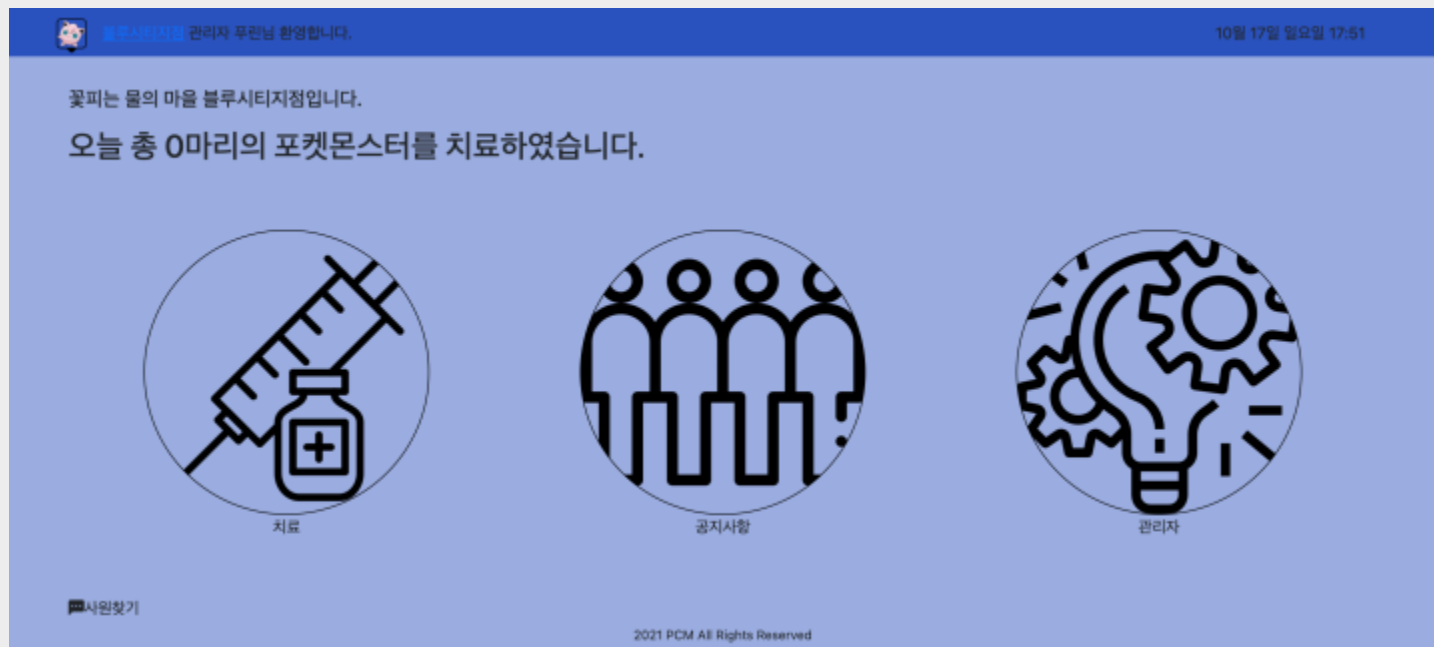 블루시티지점 관리자 푸린님 환영합니다.
10월 17일 일요일 17:51
꽃피는 물의 마을 블루시티지점입니다.
오늘 총 0마리의 포켓몬스터를 치료하였습니다.
치료
공지사항
관리자
사원찾기
2021 PCM All Rights Reserved